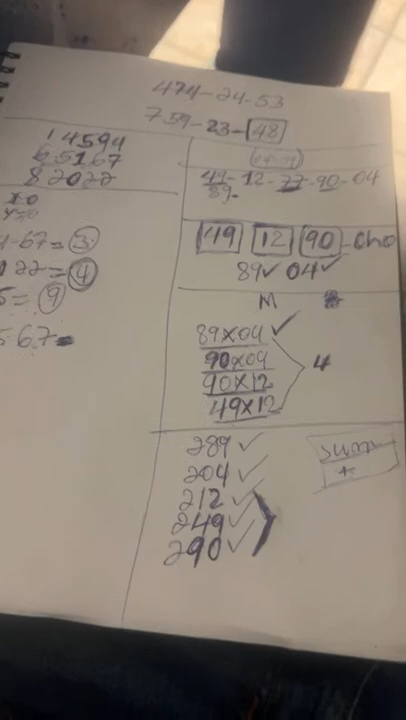 474-24-53
759-23-48
14594
65167
82022
x=0
-67=3
22=4
5=9
567-
49-12-77-90-04
89-
49 12 90-cho
89✓ 04✓
M
89x04 ✓
90x04
90x12
49x12
4
289 ✓
204 ✓
212 ✓
249 ✓
290 ✓
sum
+